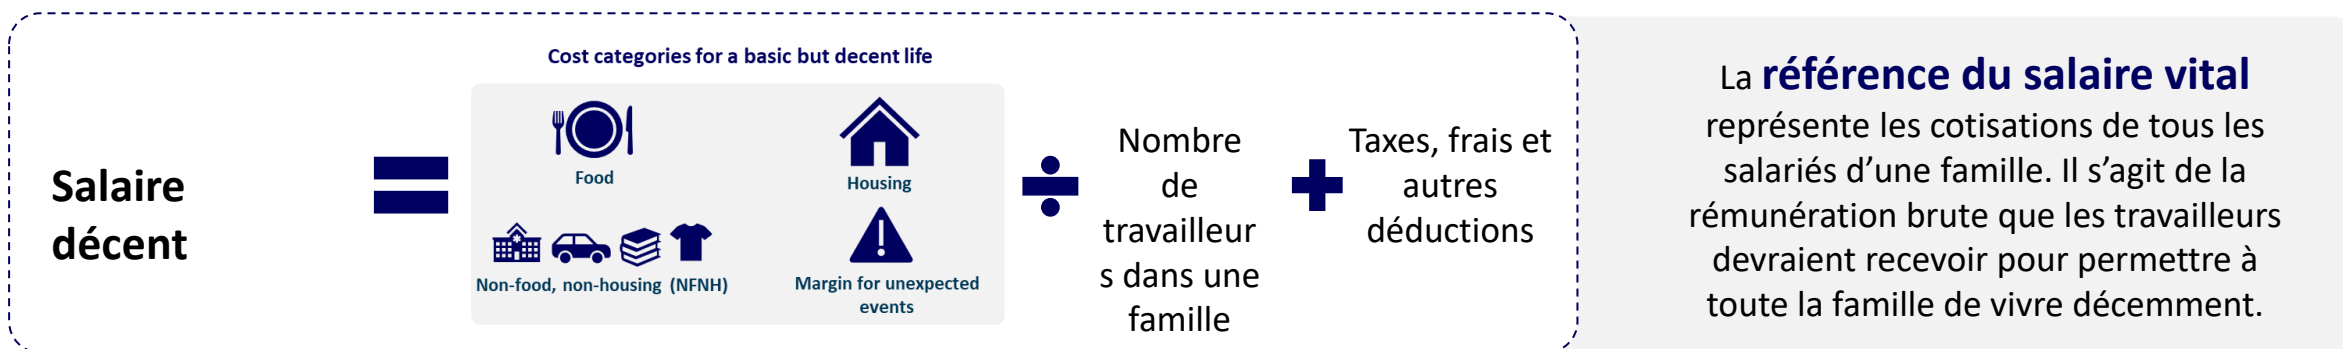 Salaire
décent
Cost categories for a basic but decent life
Food
Housing
Non-food, non-housing (NFNH)
Margin for unexpected
events
Nombre
de
travailleur
s dans une
famille
Taxes, frais et
autres
déductions
La référence du salaire vital
représente les cotisations de tous les
salariés d’une famille. Il s’agit de la
rémunération brute que les travailleurs
devraient recevoir pour permettre à
toute la famille de vivre décemment.